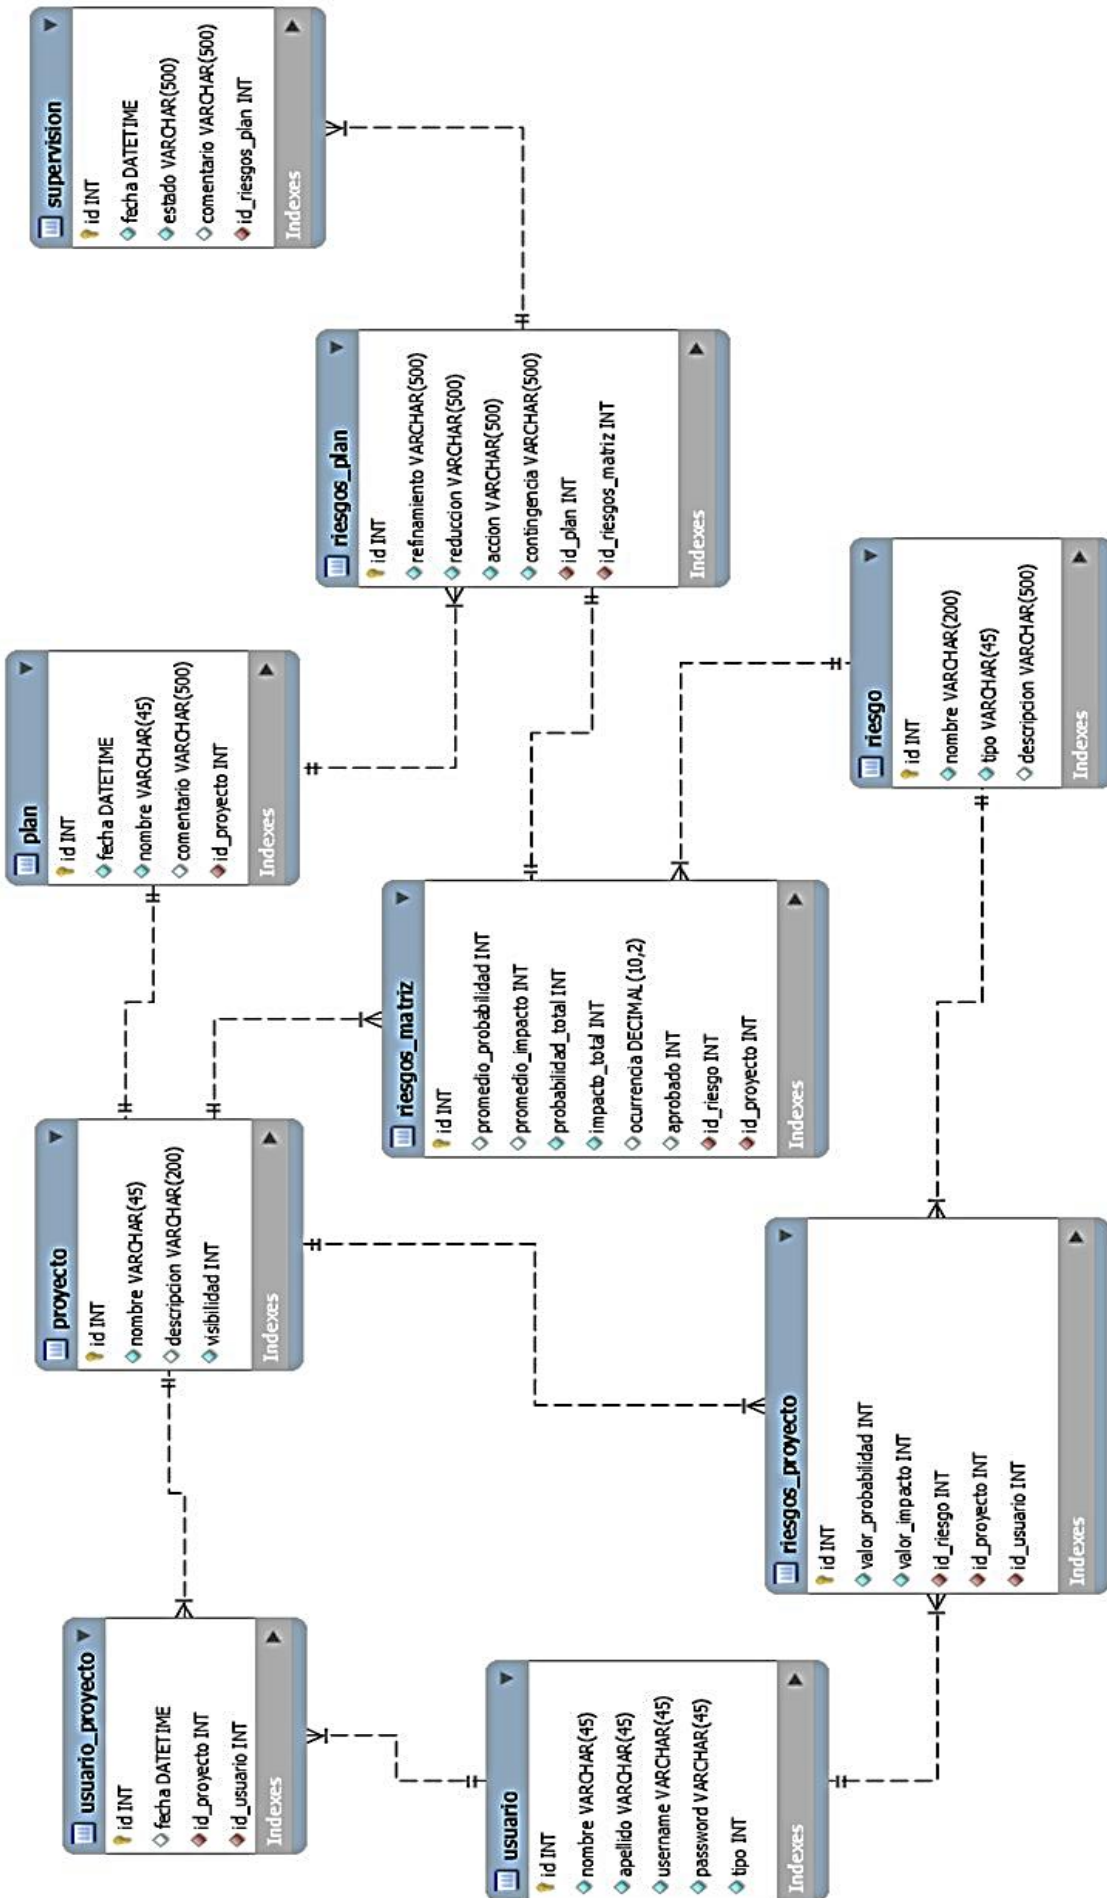 usuario_proyecto
id INT
fecha DATETIME
id_proyecto INT
id_usuario INT
Indexes
proyecto
id INT
nombre VARCHAR(45)
descripcion VARCHAR(200)
visibilidad INT
Indexes
plan
id INT
fecha DATETIME
nombre VARCHAR(45)
comentario VARCHAR(500)
id_proyecto INT
Indexes
supervision
id INT
fecha DATETIME
estado VARCHAR(500)
comentario VARCHAR(500)
id_riesgos_plan INT
Indexes
usuario
id INT
nombre VARCHAR(45)
apellido VARCHAR(45)
username VARCHAR(45)
password VARCHAR(45)
tipo INT
riesgos_matriz
id INT
promedio_probabilidad INT
promedio_impacto INT
probabilidad_total INT
impacto_total INT
ocurrencia DECIMAL(10,2)
aprobado INT
id_riesgo INT
id_proyecto INT
Indexes
riesgos_plan
id INT
refinamiento VARCHAR(500)
reduccion VARCHAR(500)
accion VARCHAR(500)
contingencia VARCHAR(500)
id_plan INT
id_riesgos_matriz INT
Indexes
riesgos_proyecto
id INT
valor_probabilidad INT
valor_impacto INT
id_riesgo INT
id_proyecto INT
id_usuario INT
Indexes
riesgo
id INT
nombre VARCHAR(200)
tipo VARCHAR(45)
descripcion VARCHAR(500)
Indexes
Indexes